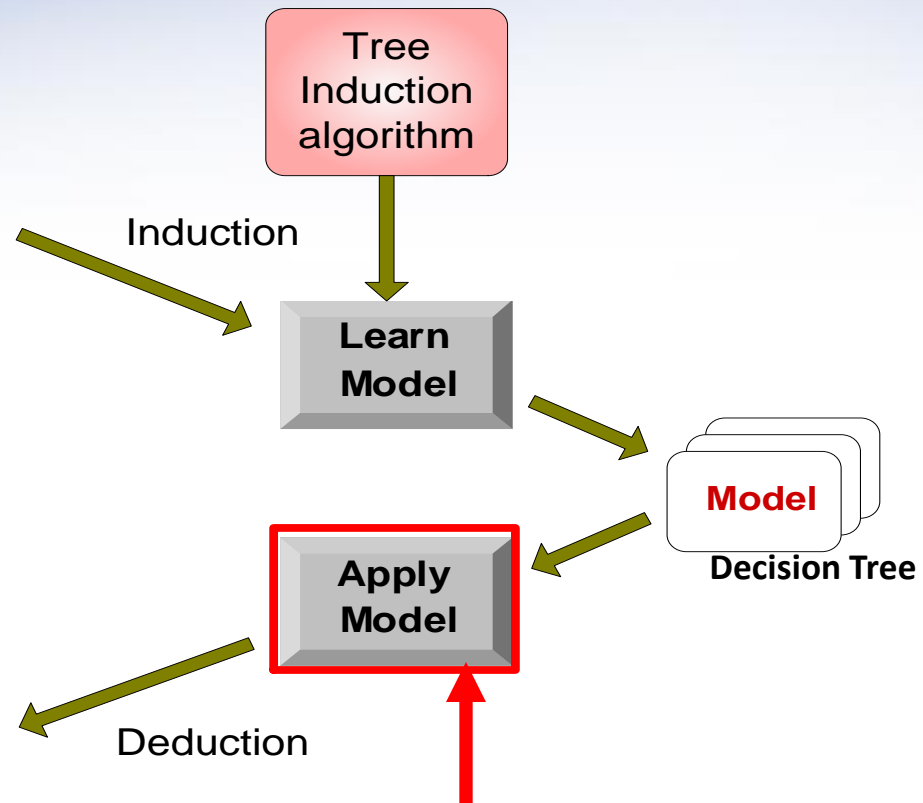 Tree
Induction
algorithm
Induction
Learn
Model
Model
Decision Tree
Apply
Model
Deduction